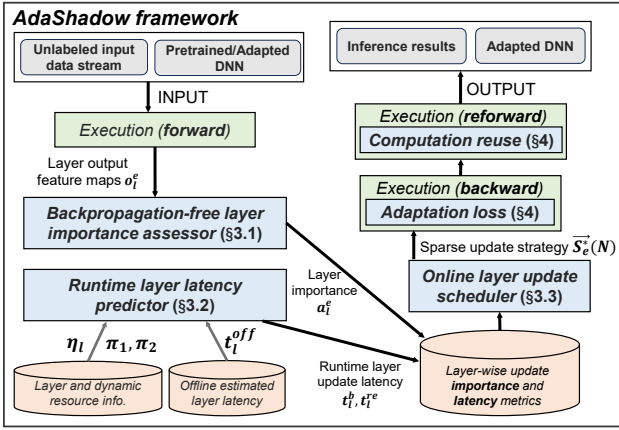 AdaShadow framework
Unlabeled input
data stream
Pretrained/Adapted
DNN
INPUT
Execution (forward)
Layer output
feature maps o_l^e
Backpropagation-free layer
importance assessor (§3.1)
Runtime layer latency
predictor (§3.2)
η_l π_1, π_2
t_l^{off}
Layer and dynamic
resource info.
Offline estimated
layer latency
Layer
importance
a_l^e
Runtime layer
update latency
t_l^b, t_l^{re}
Inference results
Adapted DNN
OUTPUT
Execution (reforward)
Computation reuse (§4)
Execution (backward)
Adaptation loss (§4)
Sparse update strategy \overrightarrow{S_e^*}(N)
Online layer update
scheduler (§3.3)
Layer-wise update
importance and
latency metrics